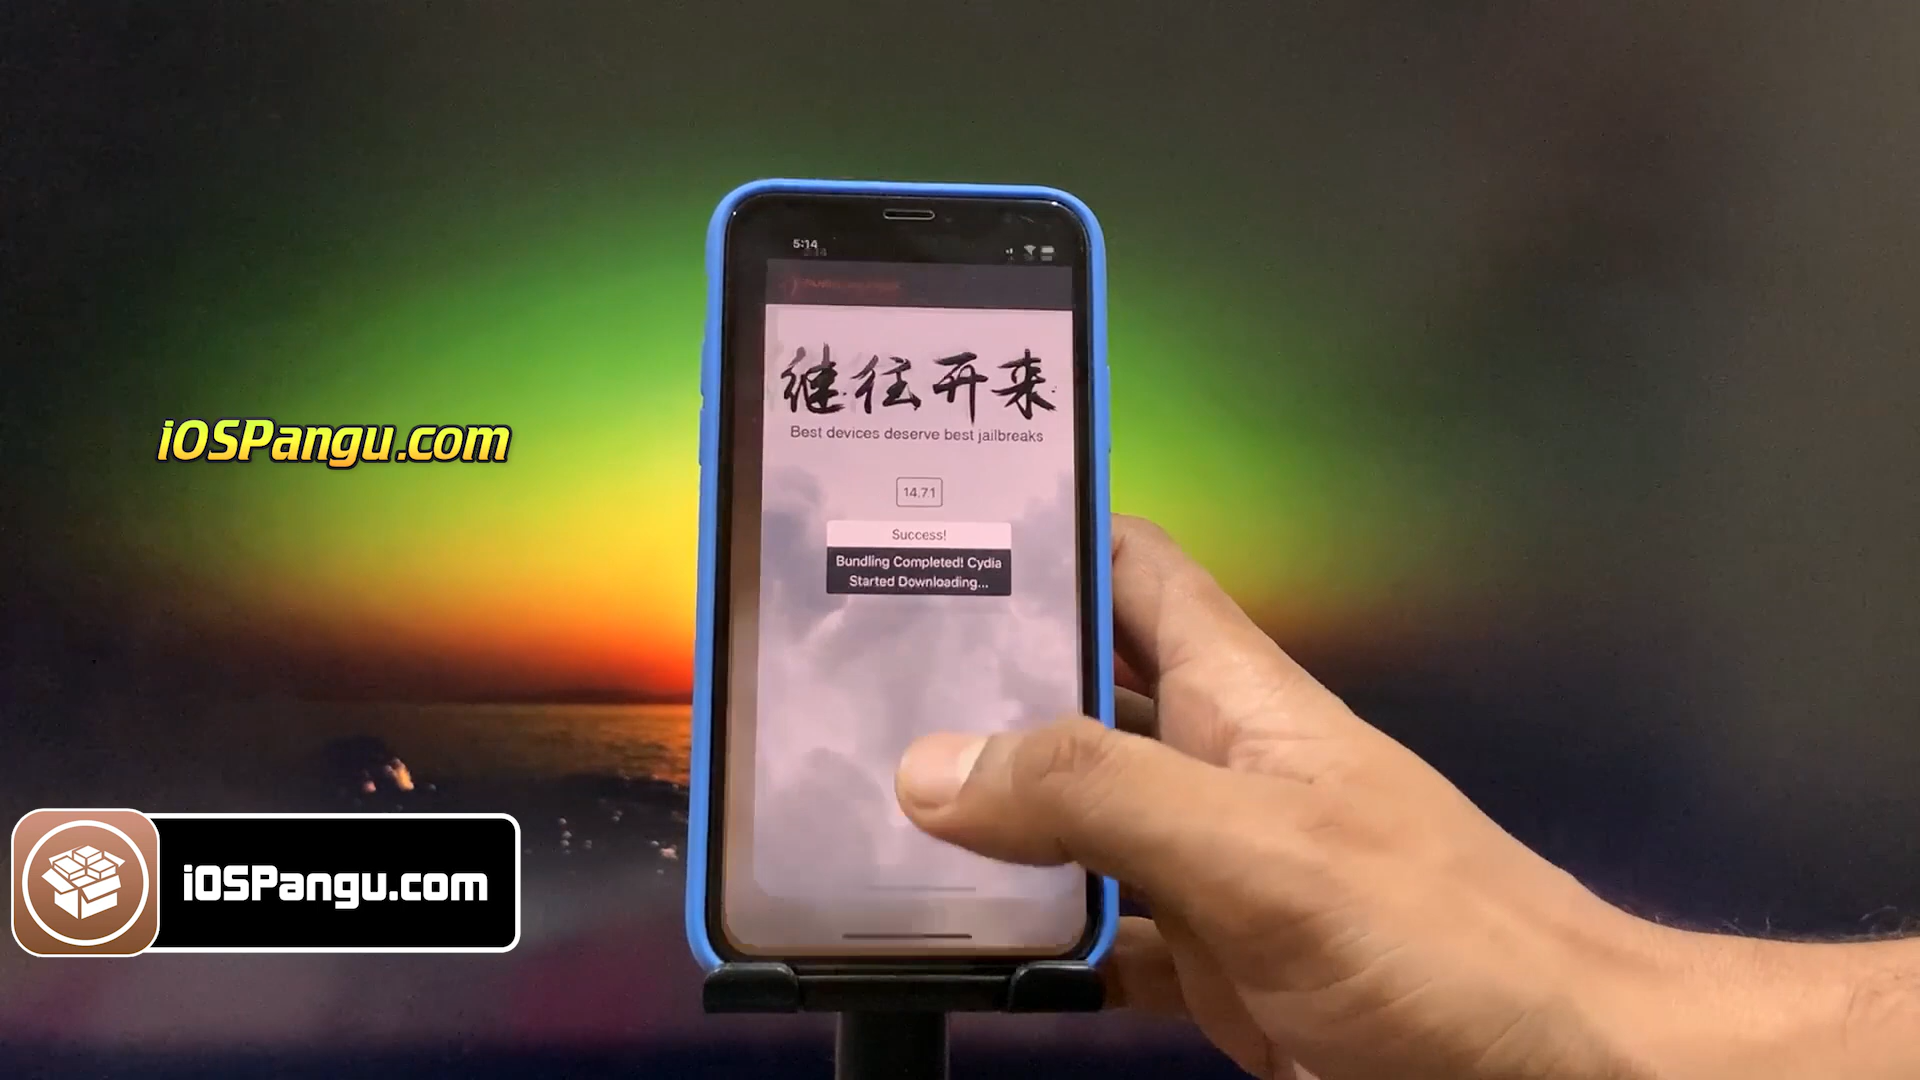 5:14
继往开来
Best devices deserve best jailbreaks
14.7.1
Success!
Bundling Completed! Cydia
Started Downloading...
iOSPangu.com
iOSPangu.com